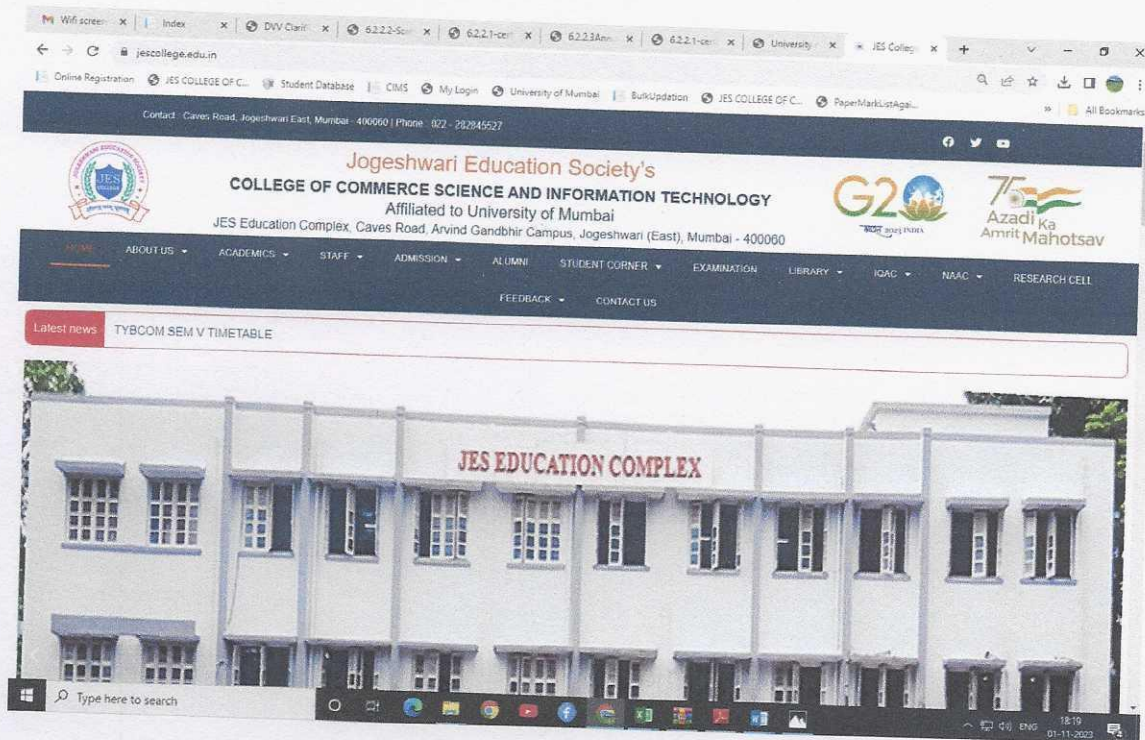 Wifi screen
Index
DVV Clarif
6.2.2.1-cer
6.2.2.3Ann
6.2.2.1-cer
University
JES Colleg
jescollege.edu.in
Online Registration
JES COLLEGE OF C...
Student Database
CIMS
My Login
University of Mumbai
BulkUpdation
JES COLLEGE OF C...
PaperMarkListAgai...
All Bookmarks
Contact : Caves Road, Jogeshwari East, Mumbai - 400060 | Phone : 022 - 282845527
JES
Jogeshwari Education Society's
COLLEGE OF COMMERCE SCIENCE AND INFORMATION TECHNOLOGY
Affiliated to University of Mumbai
JES Education Complex, Caves Road, Arvind Gandbhir Campus, Jogeshwari (East), Mumbai - 400060
G20
2023 INDIA
75
Azadi Ka
Amrit Mahotsav
HOME
ABOUT US
ACADEMICS
STAFF
ADMISSION
ALUMNI
STUDENT CORNER
EXAMINATION
LIBRARY
IQAC
NAAC
RESEARCH CELL
FEEDBACK
CONTACT US
Latest news
TYBCOM SEM V TIMETABLE
JES EDUCATION COMPLEX
Type here to search
ENG
18:19
01-11-2023